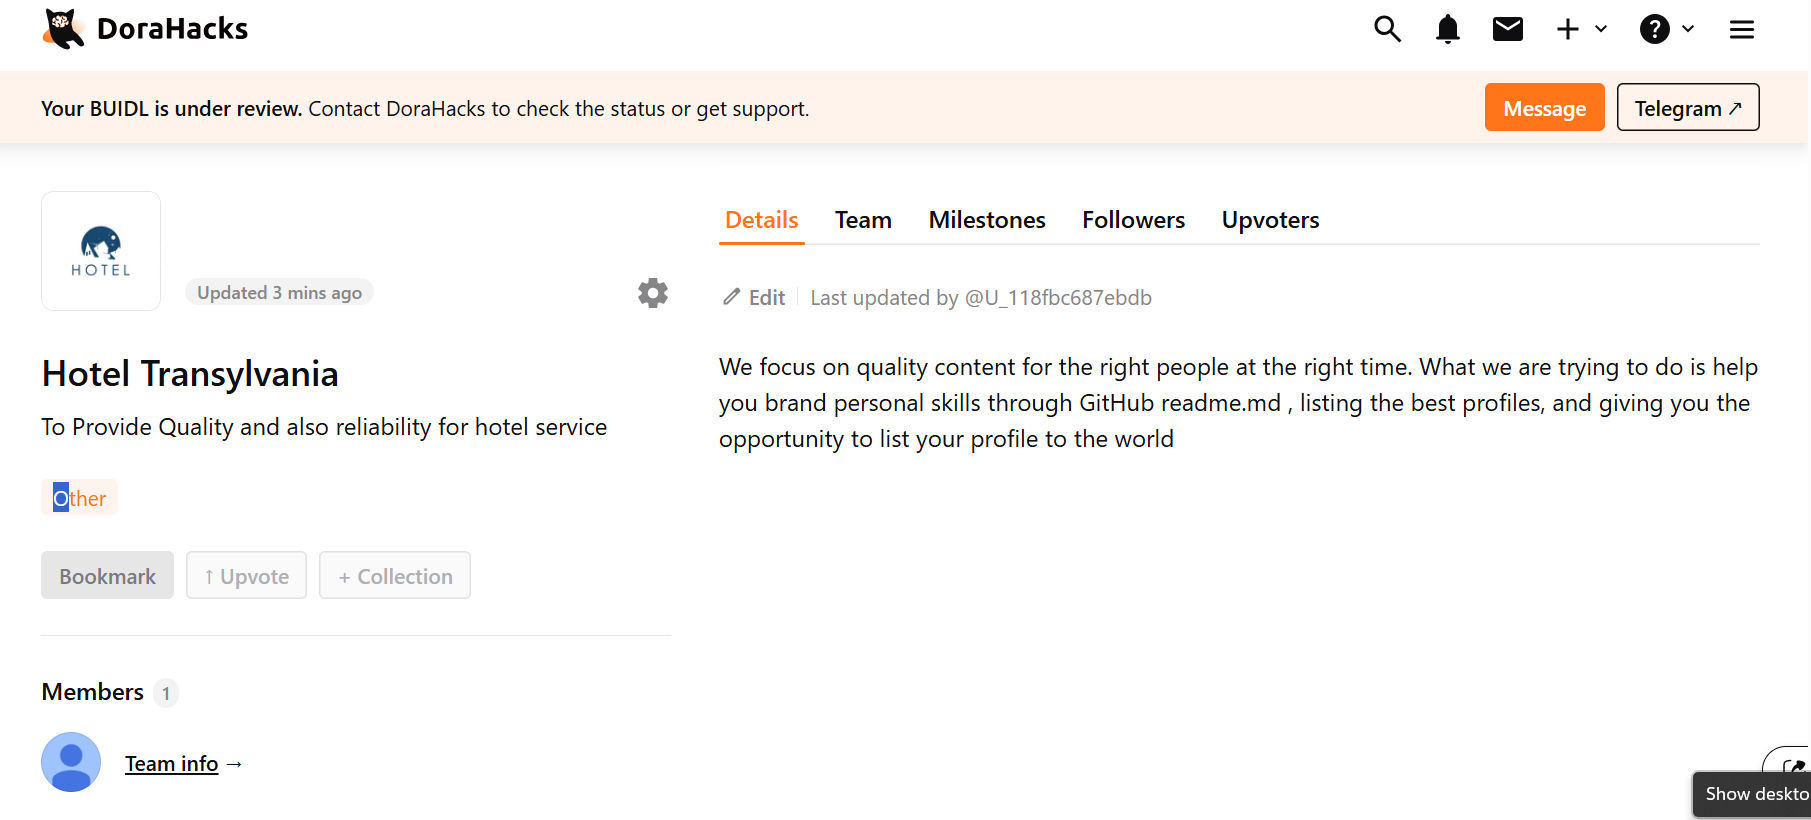 DoraHacks
Your BUIDL is under review. Contact DoraHacks to check the status or get support.
Message
Telegram ↗
HOTEL
Updated 3 mins ago
Hotel Transylvania
To Provide Quality and also reliability for hotel service
Other
Bookmark
↑ Upvote
+ Collection
Members 1
Team info →
Details
Team
Milestones
Followers
Upvoters
Edit
Last updated by @U_118fbc687ebdb
We focus on quality content for the right people at the right time. What we are trying to do is help
you brand personal skills through GitHub readme.md , listing the best profiles, and giving you the
opportunity to list your profile to the world
Show deskto